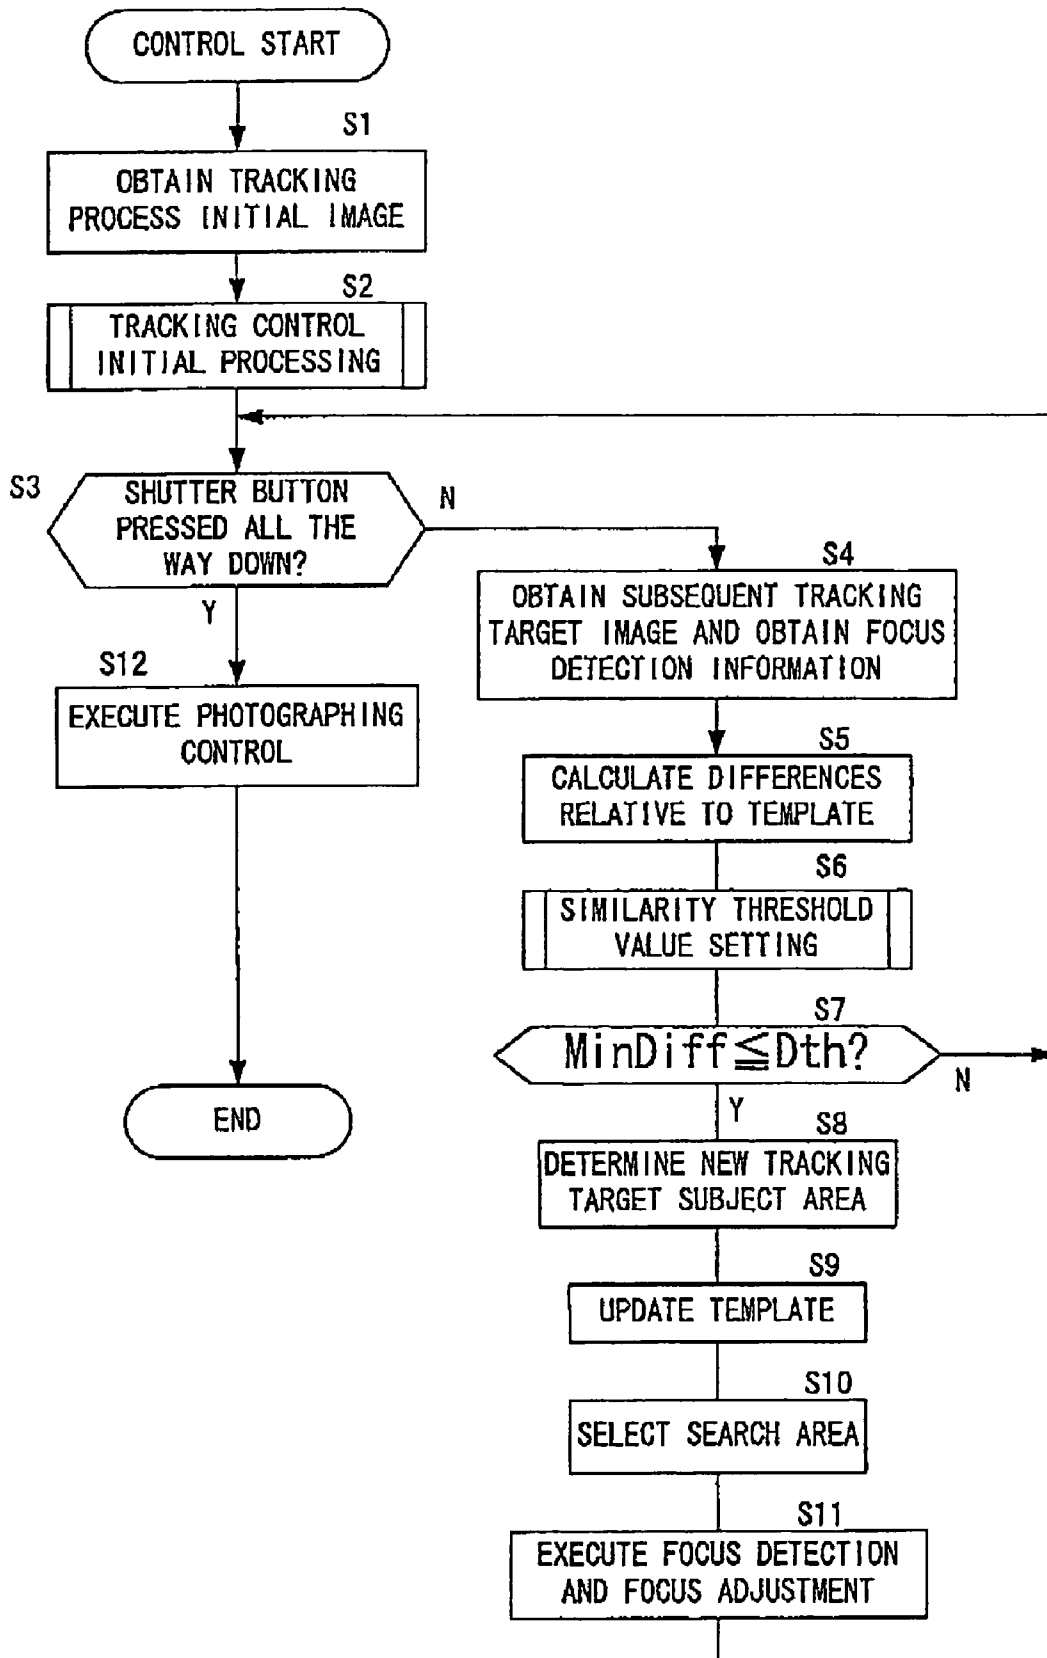 CONTROL START
S1
OBTAIN TRACKING
PROCESS INITIAL IMAGE
S2
TRACKING CONTROL
INITIAL PROCESSING
S3
SHUTTER BUTTON
PRESSED ALL THE
WAY DOWN?
N
Y
S4
OBTAIN SUBSEQUENT TRACKING
TARGET IMAGE AND OBTAIN FOCUS
DETECTION INFORMATION
S12
EXECUTE PHOTOGRAPHING
CONTROL
S5
CALCULATE DIFFERENCES
RELATIVE TO TEMPLATE
S6
SIMILARITY THRESHOLD
VALUE SETTING
S7
MinDiff≦Dth?
N
Y
END
S8
DETERMINE NEW TRACKING
TARGET SUBJECT AREA
S9
UPDATE TEMPLATE
S10
SELECT SEARCH AREA
S11
EXECUTE FOCUS DETECTION
AND FOCUS ADJUSTMENT